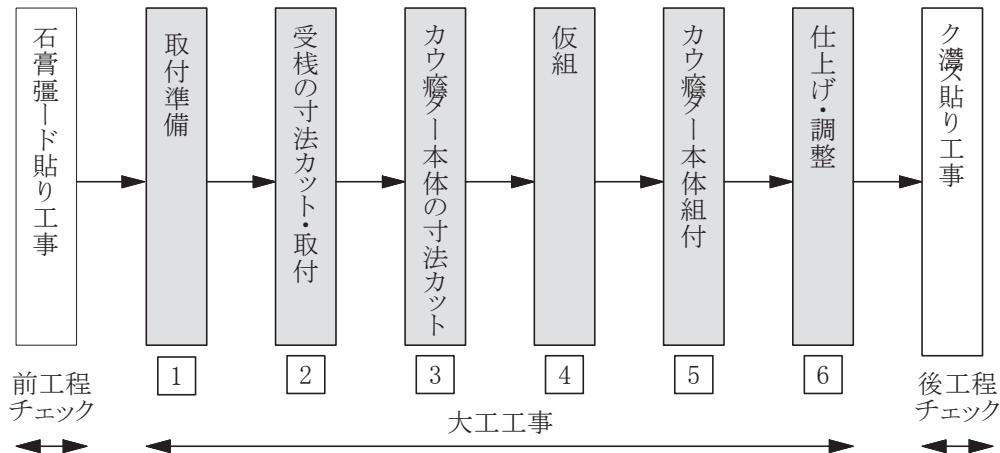 石膏彊ード貼り工事
取付準備
受桟の寸法カット・取付
カウ癊ター本体の寸法カット
仮組
カウ癊ター本体組付
仕上げ・調整
貼り工事
1
2
3
4
5
6
前工程
チェック
大工工事
後工程
チェック